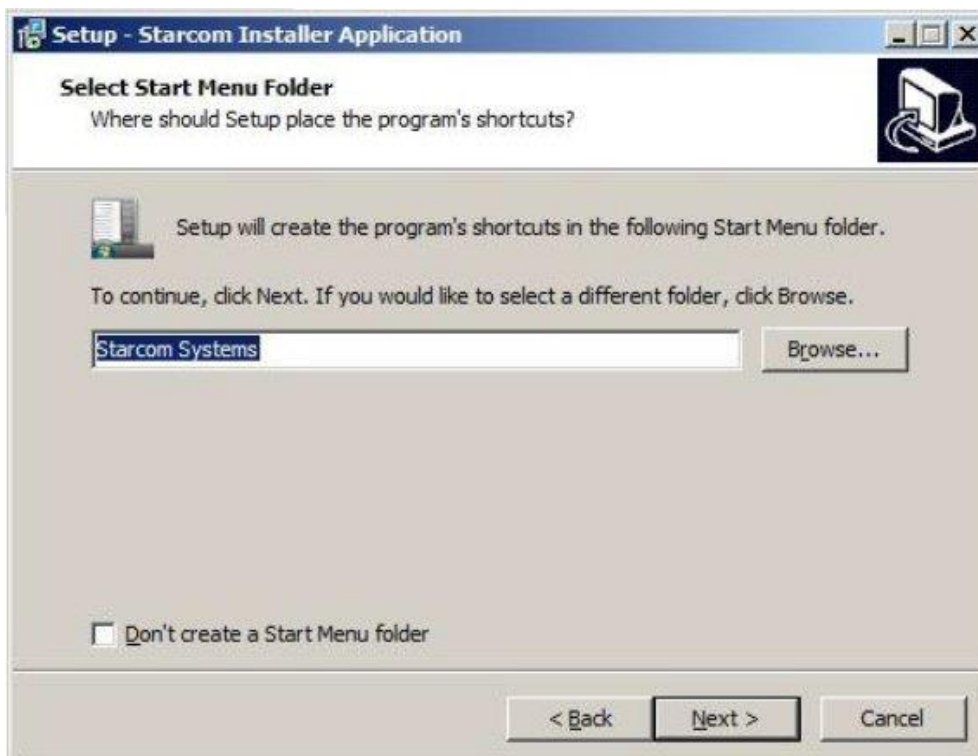 Setup - Starcom Installer Application
Select Start Menu Folder
Where should Setup place the program's shortcuts?
Setup will create the program's shortcuts in the following Start Menu folder.
To continue, click Next. If you would like to select a different folder, click Browse.
Starcom Systems
Browse...
Don't create a Start Menu folder
< Back
Next >
Cancel